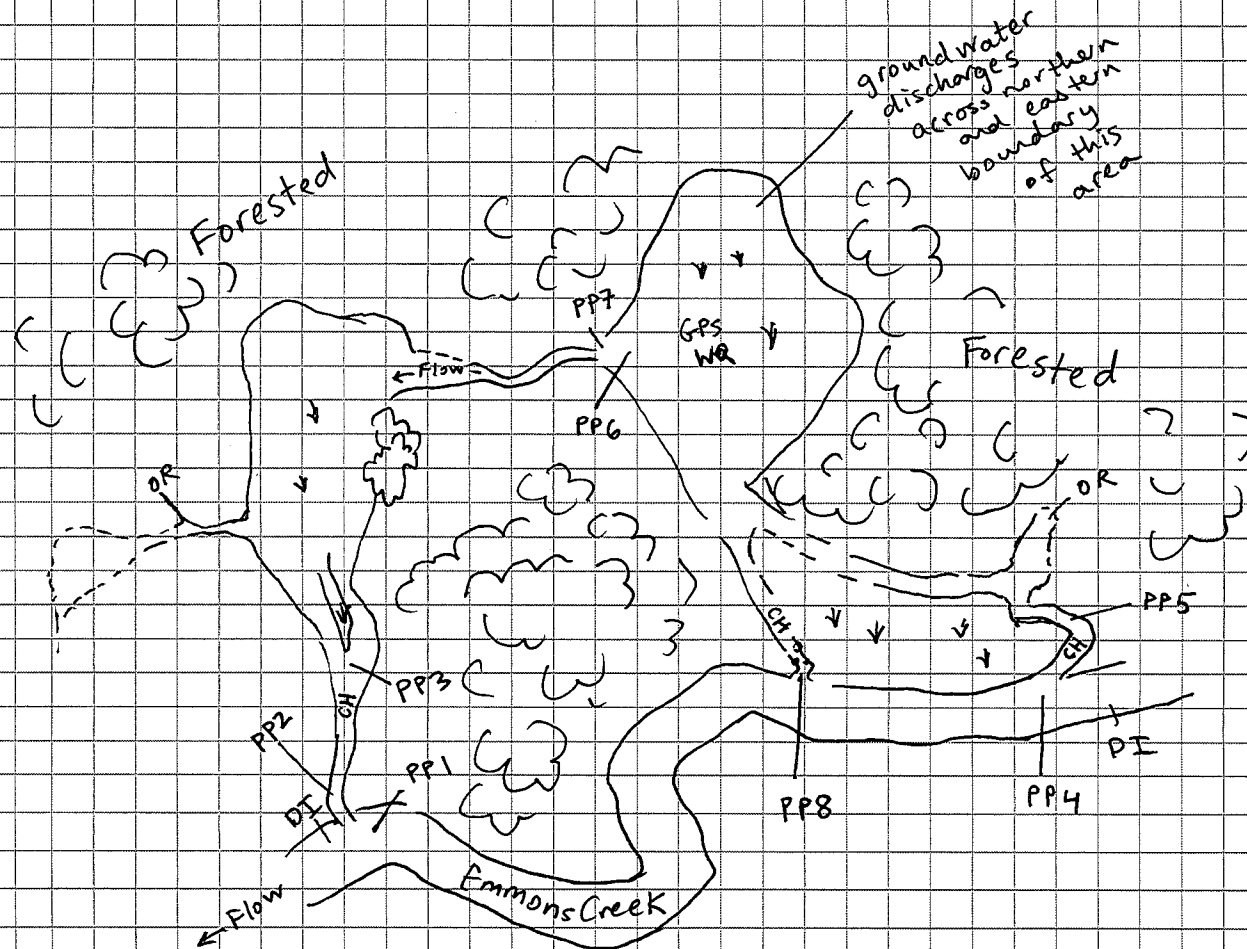 groundwater
discharges
across northern
and eastern
boundary
of this
area
Forested
PP7
GPS
WQ
← Flow
Forested
PP6
OR
OR
PP5
CH
CH
PP3
CH
PP2
PP1
DI
DI
PP8
PP4
Emmons Creek
← Flow